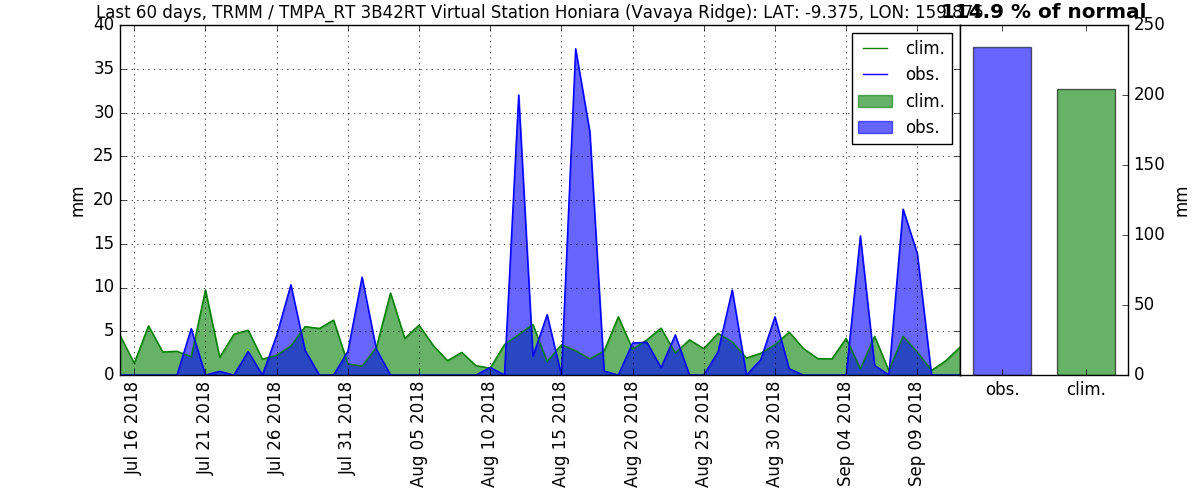 Last 60 days, TRMM / TMPA_RT 3B42RT Virtual Station Honiara (Vavaya Ridge): LAT: -9.375, LON: 159.875
114.9 % of normal
40
35
30
25
20
15
10
5
0
mm
clim.
obs.
clim.
obs.
250
200
150
100
50
0
mm
Jul 16 2018
Jul 21 2018
Jul 26 2018
Jul 31 2018
Aug 05 2018
Aug 10 2018
Aug 15 2018
Aug 20 2018
Aug 25 2018
Aug 30 2018
Sep 04 2018
Sep 09 2018
obs.
clim.